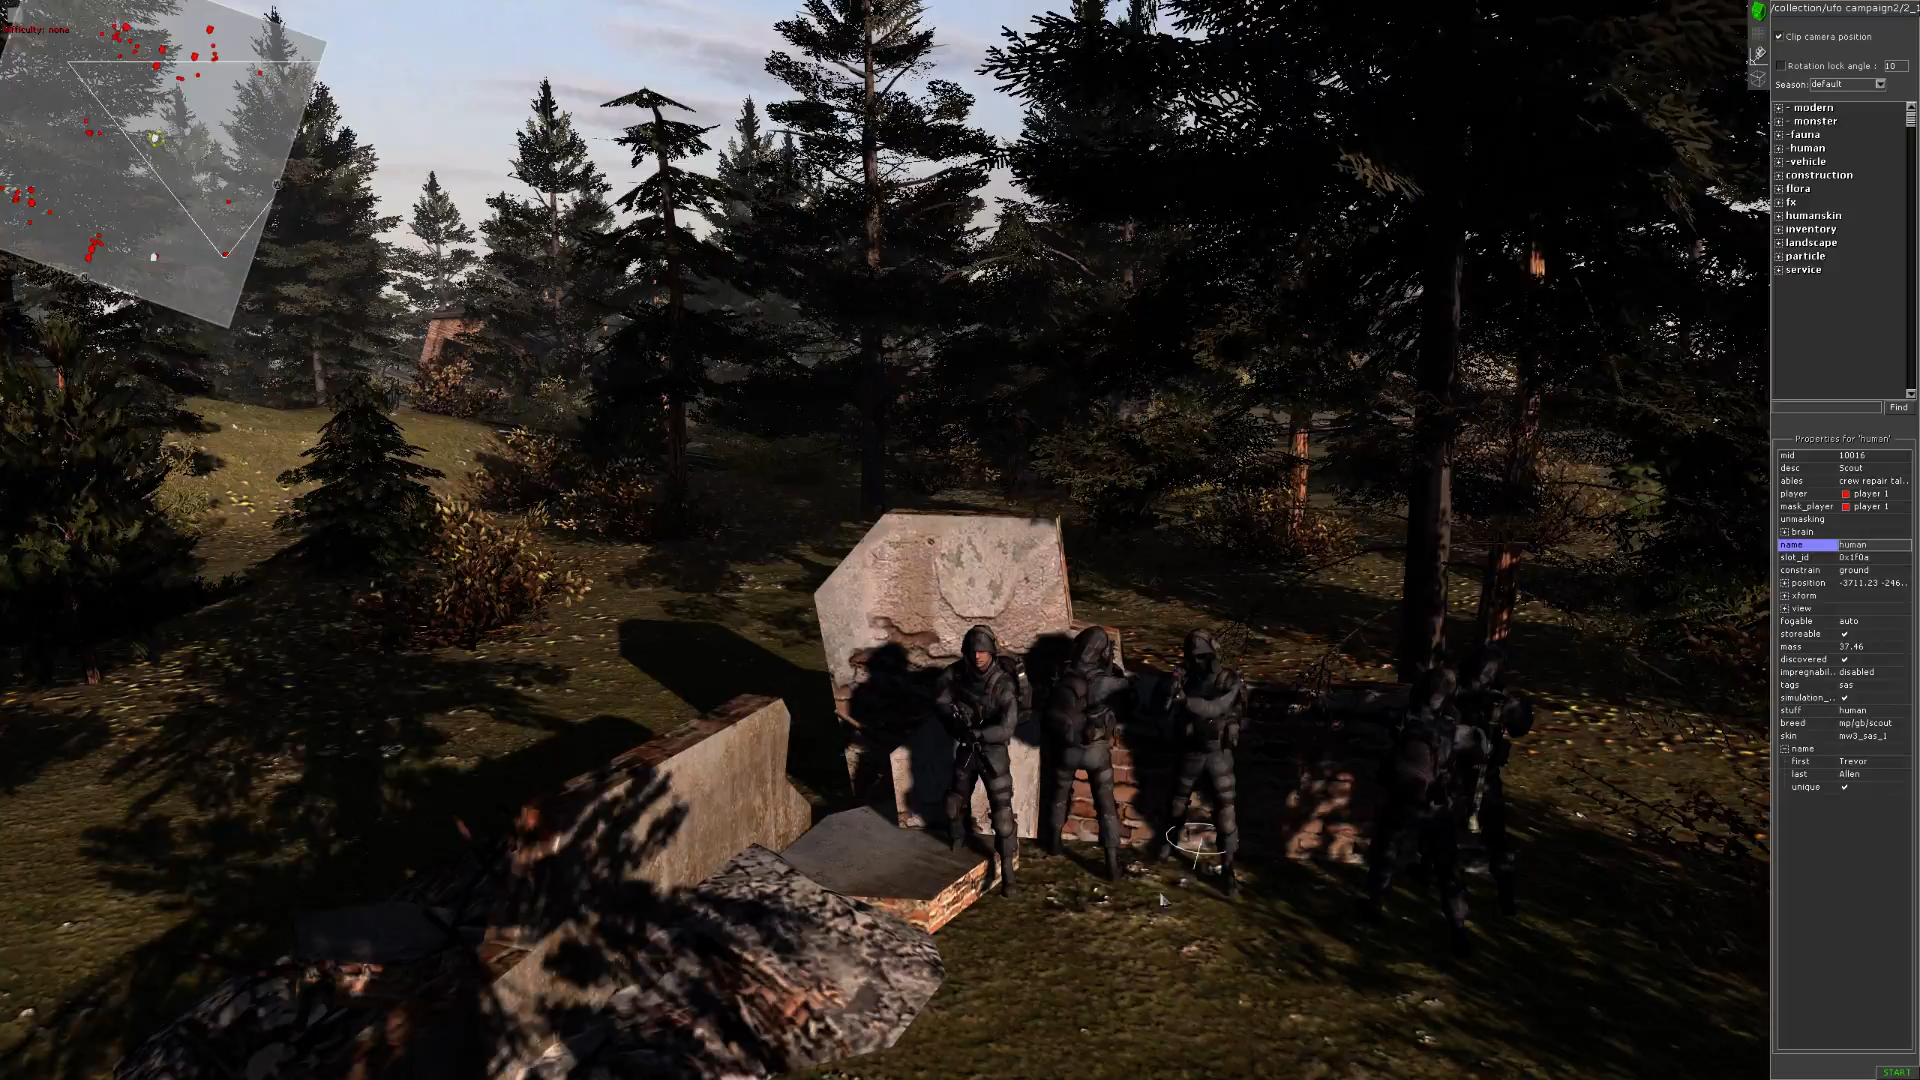 /collection/ufo campaign2/2_1
difficulty: none
Clip camera position
Rotation lock angle : 10
Season: default
- modern
- monster
-fauna
-human
-vehicle
construction
flora
fx
humanskin
inventory
landscape
particle
service
Find
Properties for 'human'
mid 10016
desc Scout
ables crew repair tal..
player player 1
mask_player player 1
unmasking
brain
name human
slot_id 0x1f0a
constrain ground
position -3711.23 -246..
xform
view
fogable auto
storeable
mass 37.46
discovered
impregnabil.. disabled
tags sas
simulation_..
stuff human
breed mp/gb/scout
skin mw3_sas_1
name
first Trevor
last Allen
unique
START